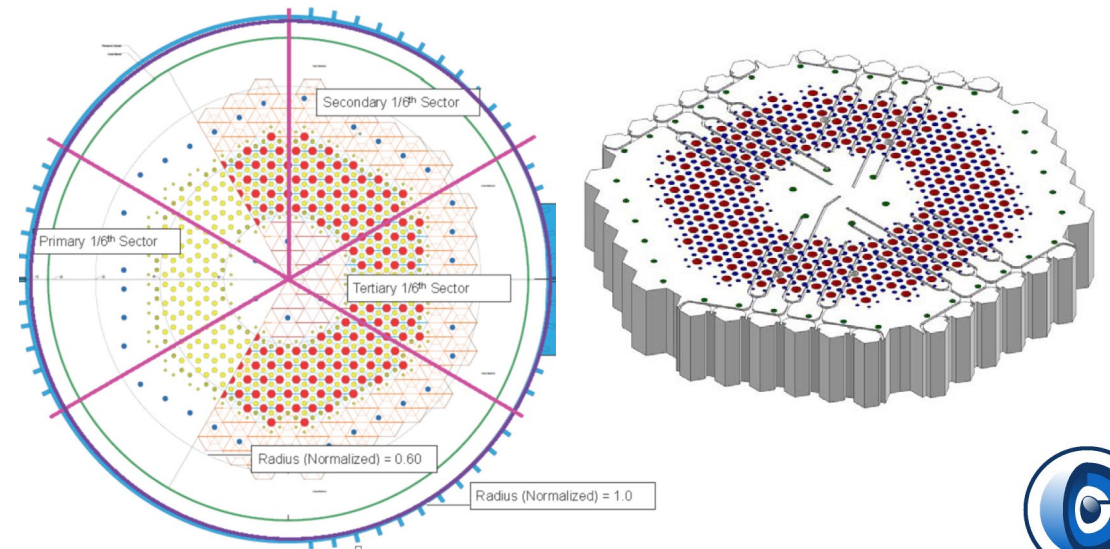 Secondary 1/6th Sector
Primary 1/6th Sector
Tertiary 1/6th Sector
Radius (Normalized) = 0.60
Radius (Normalized) = 1.0